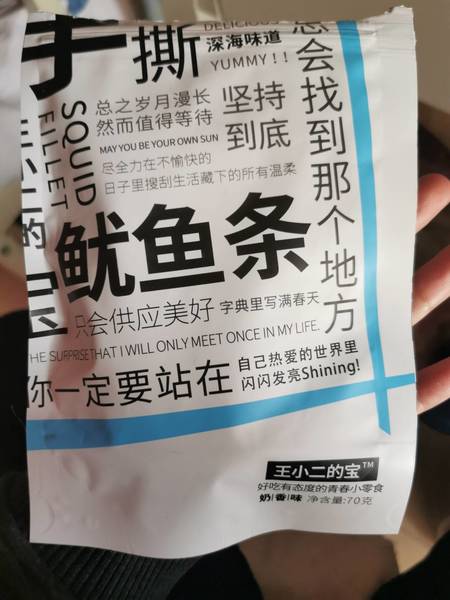 DELICIOUS
手撕
深海味道
YUMMY!!
总会找到那个地方
SQUID
FILLET
总之岁月漫长
然而值得等待
坚持
到底
MAY YOU BE YOUR OWN SUN
尽全力在不愉快的
日子里搜刮生活藏下的所有温柔
鱿鱼条
只会供应美好
字典里写满春天
THE SURPRISE THAT I WILL ONLY MEET ONCE IN MY LIFE.
你一定要站在
自己热爱的世界里
闪闪发亮Shining!
王小二的宝™
好吃有态度的青春小零食
奶香味 净含量:70克